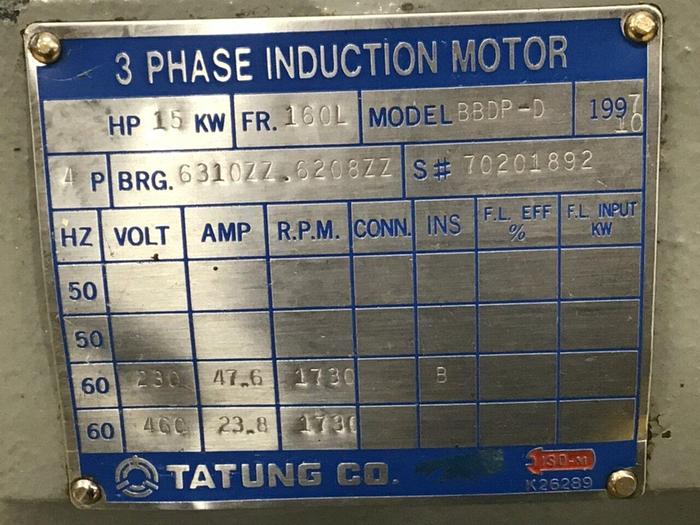 3 PHASE INDUCTION MOTOR
HP 15 KW FR. 160L MODEL BBDP-D 1997
10
4 P BRG. 6310ZZ.6208ZZ S# 70201892
HZ VOLT AMP R.P.M. CONN. INS F.L. EFF % F.L. INPUT KW
50
50
60 230 47.6 1730 B
60 460 23.8 1730
TATUNG CO.
K26289